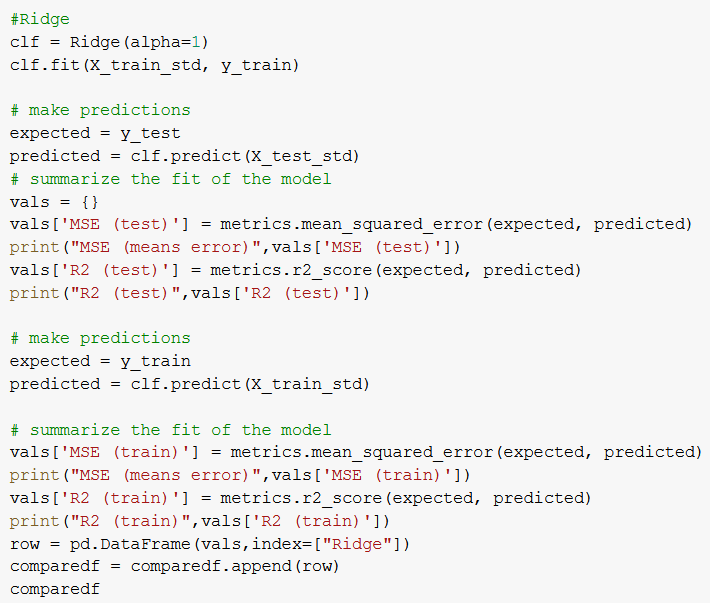 #Ridge
clf = Ridge(alpha=1)
clf.fit(X_train_std, y_train)
# make predictions
expected = y_test
predicted = clf.predict(X_test_std)
# summarize the fit of the model
vals = {}
vals['MSE (test)'] = metrics.mean_squared_error(expected, predicted)
print("MSE (means error)",vals['MSE (test)'])
vals['R2 (test)'] = metrics.r2_score(expected, predicted)
print("R2 (test)",vals['R2 (test)'])
# make predictions
expected = y_train
predicted = clf.predict(X_train_std)
# summarize the fit of the model
vals['MSE (train)'] = metrics.mean_squared_error(expected, predicted)
print("MSE (means error)",vals['MSE (train)'])
vals['R2 (train)'] = metrics.r2_score(expected, predicted)
print("R2 (train)",vals['R2 (train)'])
row = pd.DataFrame(vals,index=["Ridge"])
comparedf = comparedf.append(row)
comparedf